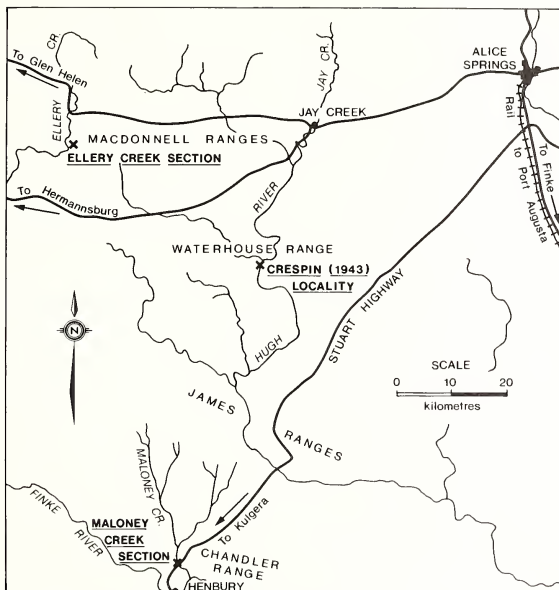 CR.
To Glen Helen
ELLERY
JAY CR.
ALICE
SPRINGS
JAY CREEK
MACDONNELL RANGES
ELLERY CREEK SECTION
Rail
to Port Augusta
To Finke
To Hermannsburg
RIVER
WATERHOUSE RANGE
CRESPIN (1943)
LOCALITY
STUART HIGHWAY
N
HUGH
SCALE
0 10 20
kilometres
JAMES
RANGES
MALONEY CR.
FINKE
RIVER
To Kulgera
MALONEY
CREEK
SECTION
CHANDLER
RANGE
HENBURY